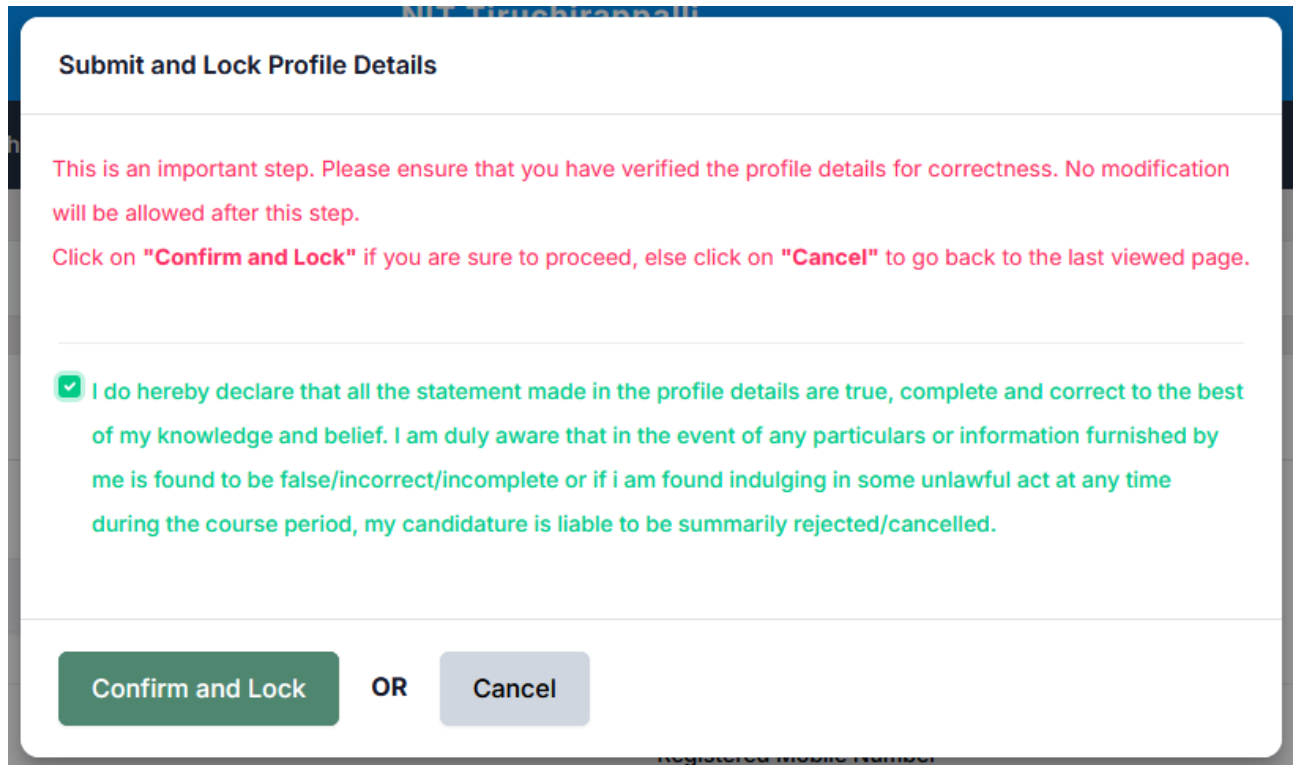 NIT Tiruchirappalli
Submit and Lock Profile Details
This is an important step. Please ensure that you have verified the profile details for correctness. No modification
will be allowed after this step.
Click on "Confirm and Lock" if you are sure to proceed, else click on "Cancel" to go back to the last viewed page.
I do hereby declare that all the statement made in the profile details are true, complete and correct to the best
of my knowledge and belief. I am duly aware that in the event of any particulars or information furnished by
me is found to be false/incorrect/incomplete or if i am found indulging in some unlawful act at any time
during the course period, my candidature is liable to be summarily rejected/cancelled.
Confirm and Lock OR Cancel
Registered Mobile Number